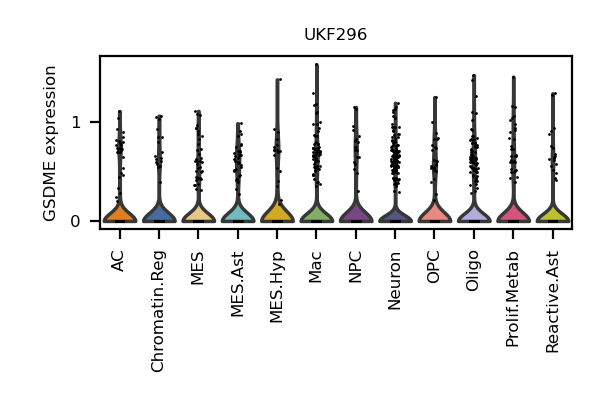 UKF296
GSDME expression
1
0
AC
Chromatin.Reg
MES
MES.Ast
MES.Hyp
Mac
NPC
Neuron
OPC
Oligo
Prolif.Metab
Reactive.Ast